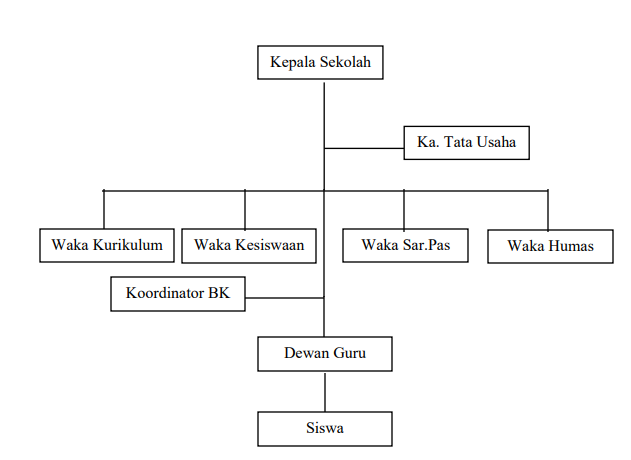 Kepala Sekolah
Ka. Tata Usaha
Waka Kurikulum
Waka Kesiswaan
Waka Sar.Pas
Waka Humas
Koordinator BK
Dewan Guru
Siswa